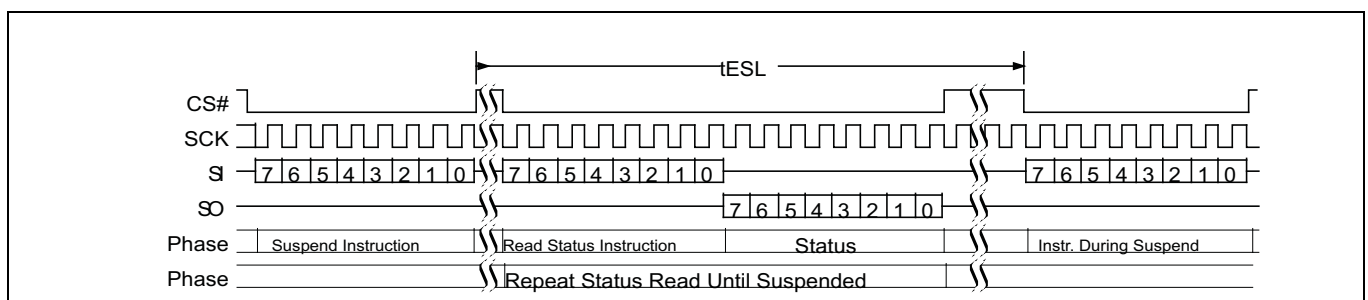 tESL
CS#
SCK
SI 7 6 5 4 3 2 1 0 7 6 5 4 3 2 1 0 7 6 5 4 3 2 1 0
SO 7 6 5 4 3 2 1 0
Phase Suspend Instruction Read Status Instruction Status Instr. During Suspend
Phase Repeat Status Read Until Suspended